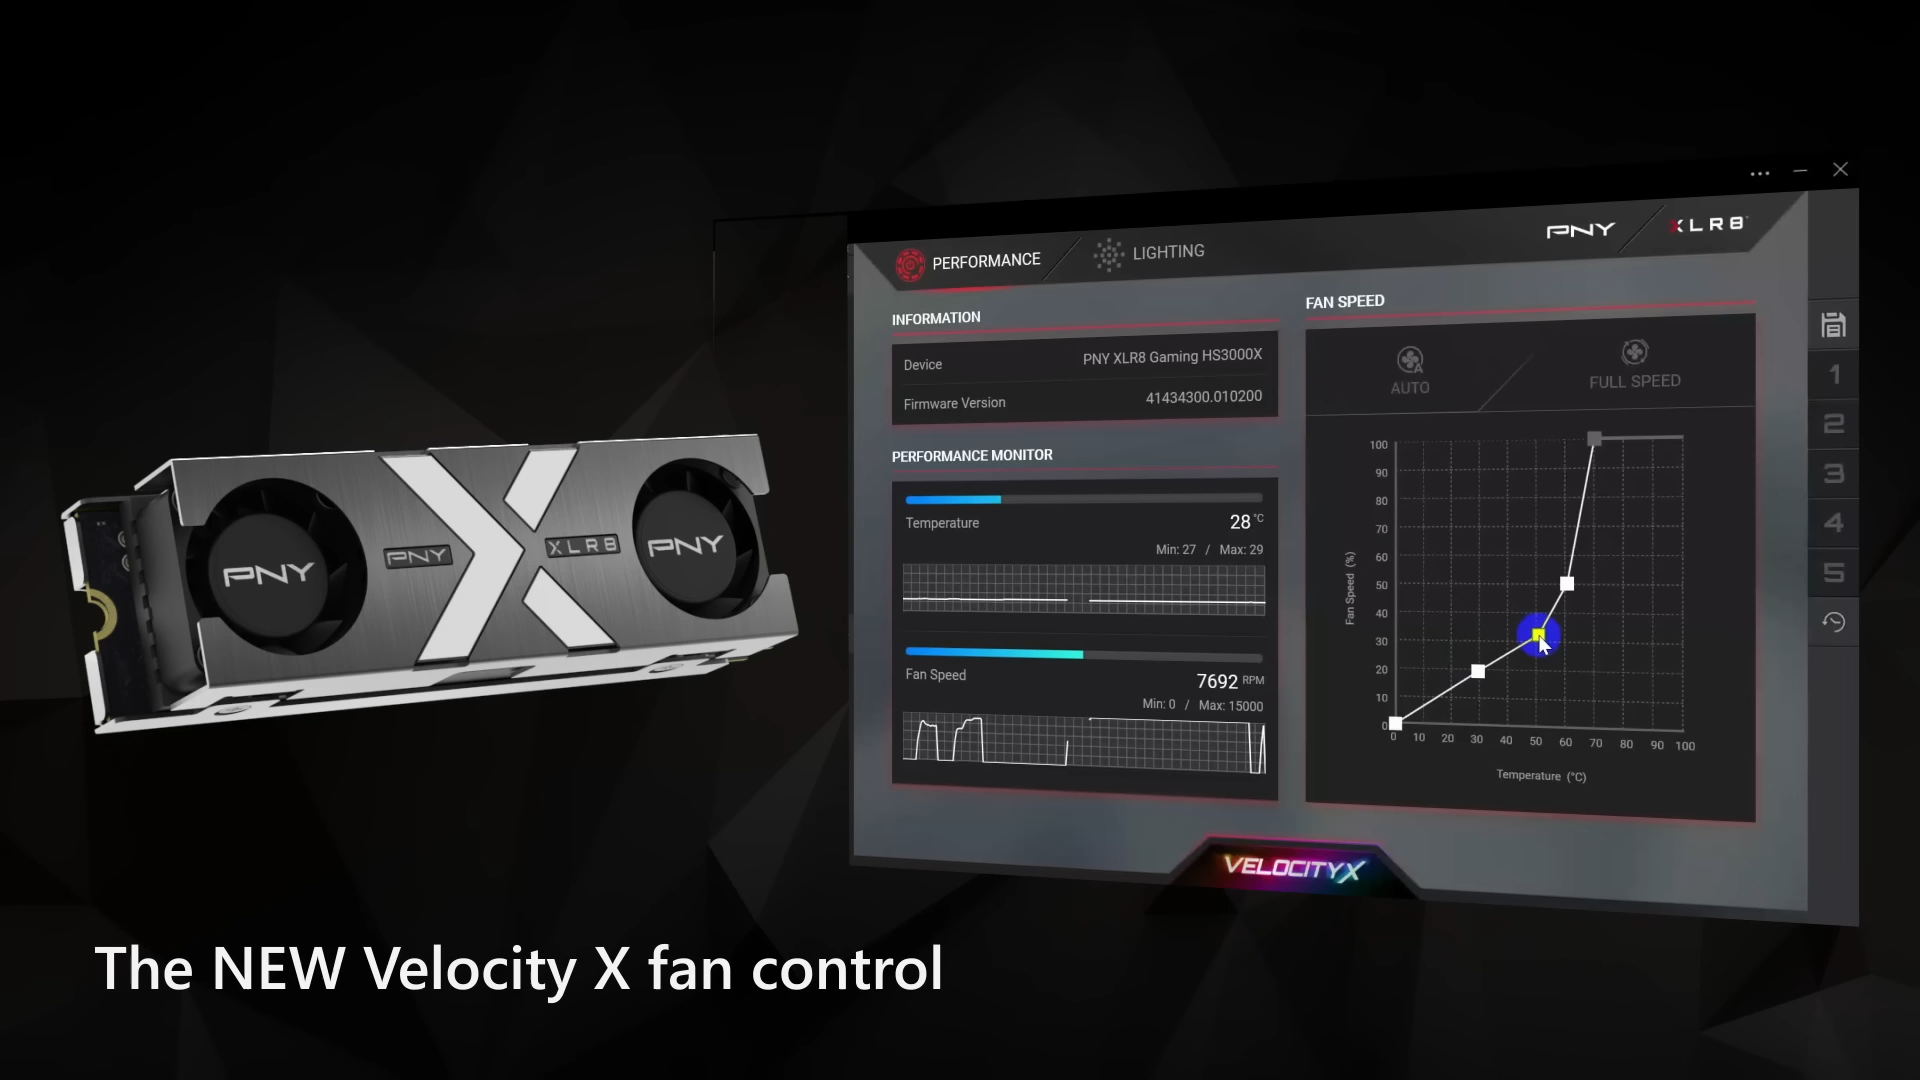 PERFORMANCE
LIGHTING
PNY
XLR8
INFORMATION
Device PNY XLR8 Gaming HS3000X
Firmware Version 41434300.010200
PERFORMANCE MONITOR
Temperature 28 °C
Min: 27 / Max: 29
Fan Speed 7692 RPM
Min: 0 / Max: 15000
FAN SPEED
AUTO
FULL SPEED
100
90
80
70
60
50
40
30
20
10
0
Fan Speed (%)
0 10 20 30 40 50 60 70 80 90 100
Temperature (°C)
1
2
3
4
5
VELOCITYX
PNY
PNY
XLR8
PNY
The NEW Velocity X fan control